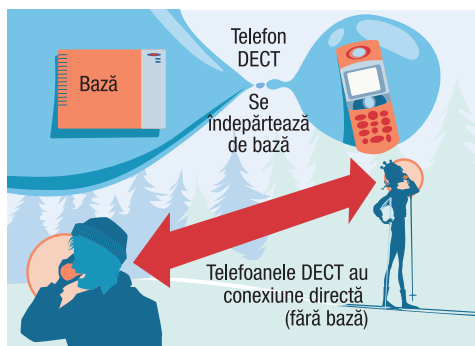 Bază
Telefon
DECT
Se
îndepărtează
de bază
Telefoanele DECT au
conexiune directă
(fără bază)